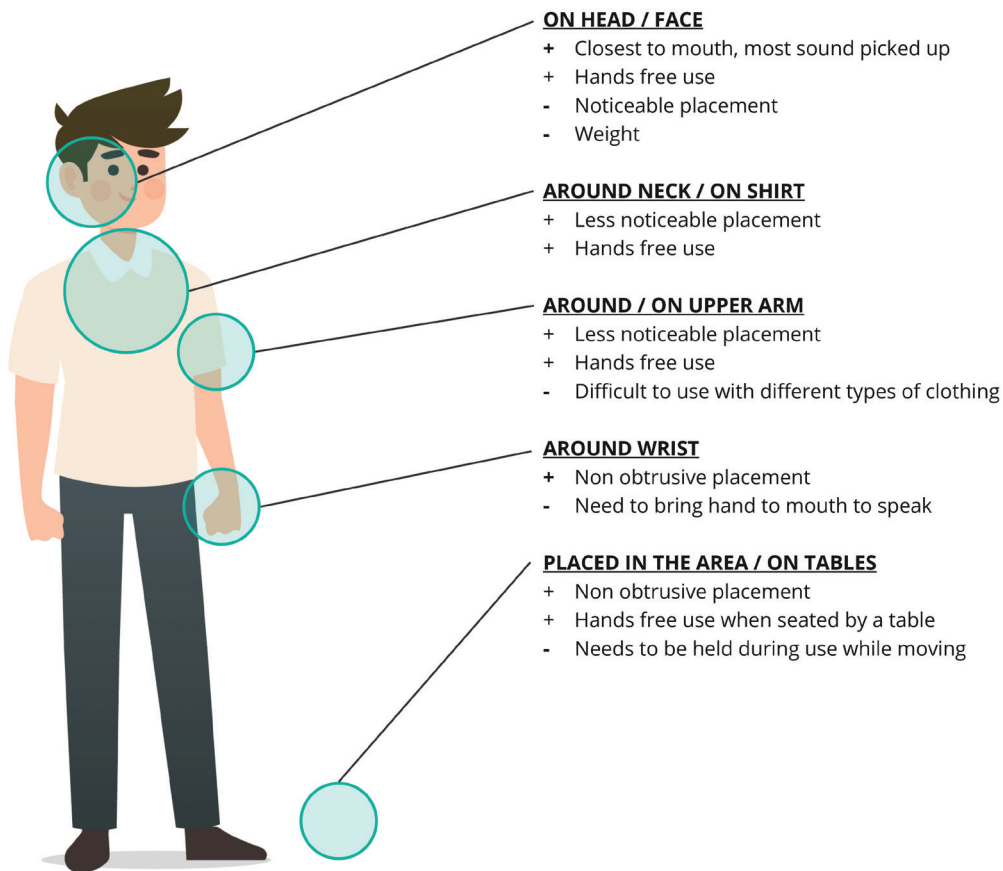 ON HEAD / FACE
+ Closest to mouth, most sound picked up
+ Hands free use
- Noticeable placement
- Weight
AROUND NECK / ON SHIRT
+ Less noticeable placement
+ Hands free use
AROUND / ON UPPER ARM
+ Less noticeable placement
+ Hands free use
- Difficult to use with different types of clothing
AROUND WRIST
+ Non obtrusive placement
- Need to bring hand to mouth to speak
PLACED IN THE AREA / ON TABLES
+ Non obtrusive placement
+ Hands free use when seated by a table
- Needs to be held during use while moving